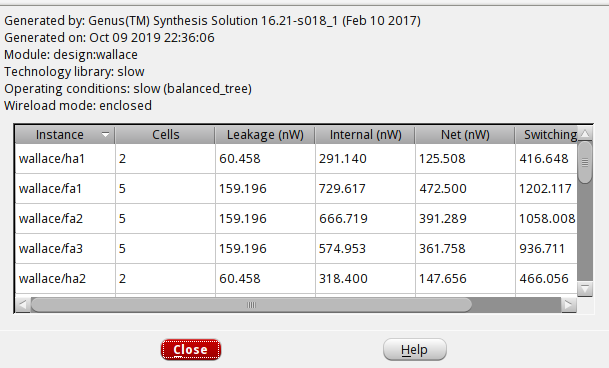 Generated by: Genus(TM) Synthesis Solution 16.21-s018_1 (Feb 10 2017)
Generated on: Oct 09 2019 22:36:06
Module: design:wallace
Technology library: slow
Operating conditions: slow (balanced_tree)
Wireload mode: enclosed
Instance Cells Leakage (nW) Internal (nW) Net (nW) Switching
wallace/ha1 2 60.458 291.140 125.508 416.648
wallace/fa1 5 159.196 729.617 472.500 1202.117
wallace/fa2 5 159.196 666.719 391.289 1058.008
wallace/fa3 5 159.196 574.953 361.758 936.711
wallace/ha2 2 60.458 318.400 147.656 466.056
Close Help